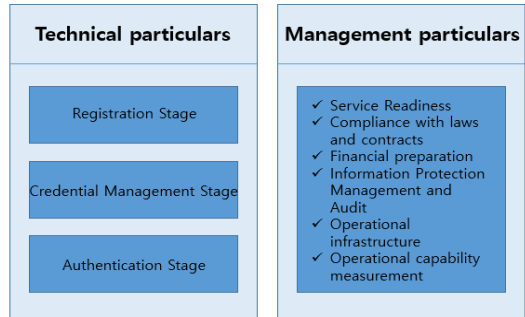 Technical particulars
Registration Stage
Credential Management Stage
Authentication Stage
Management particulars
✓ Service Readiness
✓ Compliance with laws
and contracts
✓ Financial preparation
✓ Information Protection
Management and
Audit
✓ Operational
infrastructure
✓ Operational capability
measurement